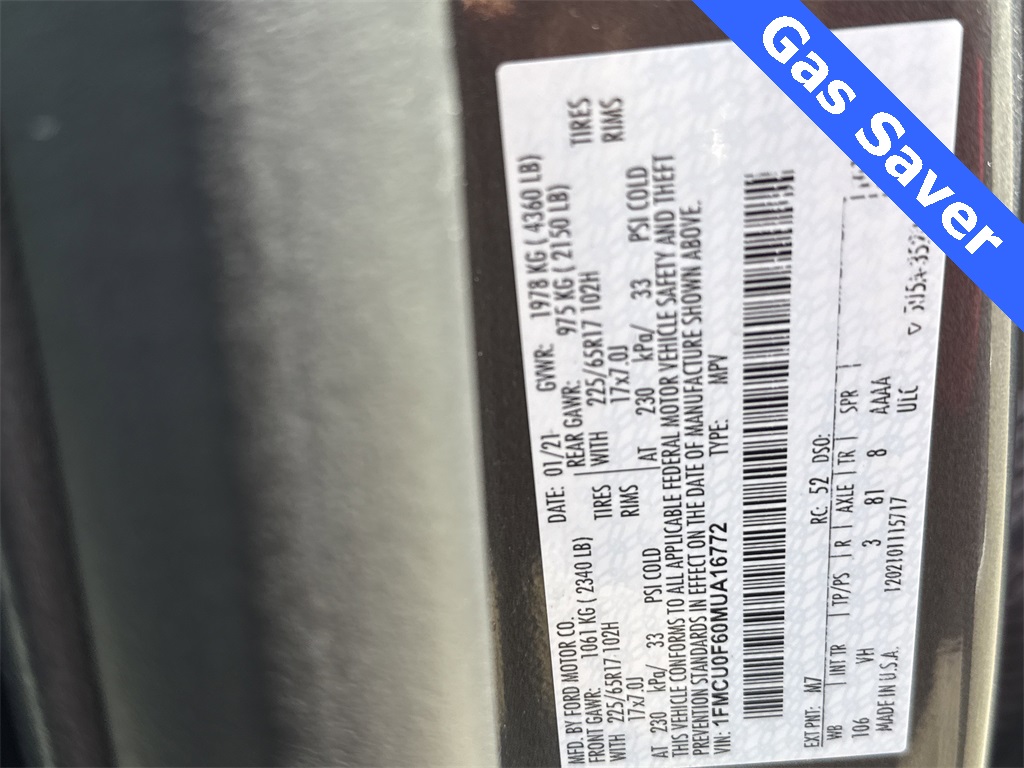 Gas Saver
MFD. BY FORD MOTOR CO. DATE: 01/21 GVWR: 1978 KG ( 4360 LB)
FRONT GAWR: 1061 KG ( 2340 LB) REAR GAWR: 975 KG ( 2150 LB)
WITH 225/65R17 102H TIRES WITH 225/65R17 102H TIRES
17x7.0J RIMS 17x7.0J RIMS
AT 230 kPa/ 33 PSI COLD AT 230 kPa/ 33 PSI COLD
THIS VEHICLE CONFORMS TO ALL APPLICABLE FEDERAL MOTOR VEHICLE SAFETY AND THEFT
PREVENTION STANDARDS IN EFFECT ON THE DATE OF MANUFACTURE SHOWN ABOVE.
VIN: 1FMCU0F60MUA16772 TYPE: MPV
EXT PNT: M7 RC: 52 DSO:
WB INT TR TP/PS R AXLE TR SPR
106 VH 3 81 8 AAAA
MADE IN U.S.A. 120210115717 UIC